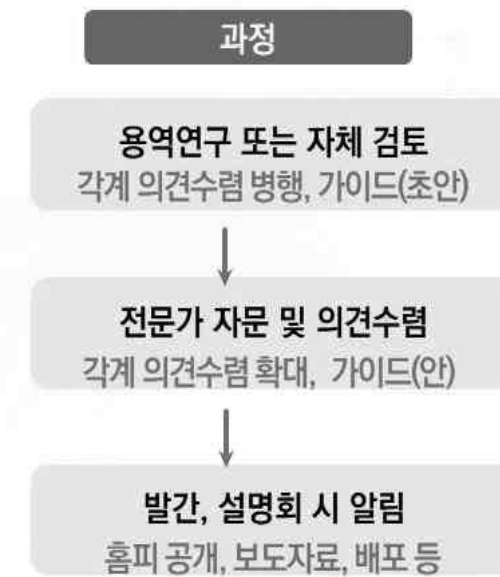 과정
용역연구 또는 자체 검토
각계 의견수렴 병행, 가이드(초안)
전문가 자문 및 의견수렴
각계 의견수렴 확대, 가이드(안)
발간, 설명회 시 알림
홈피 공개, 보도자료, 배포 등